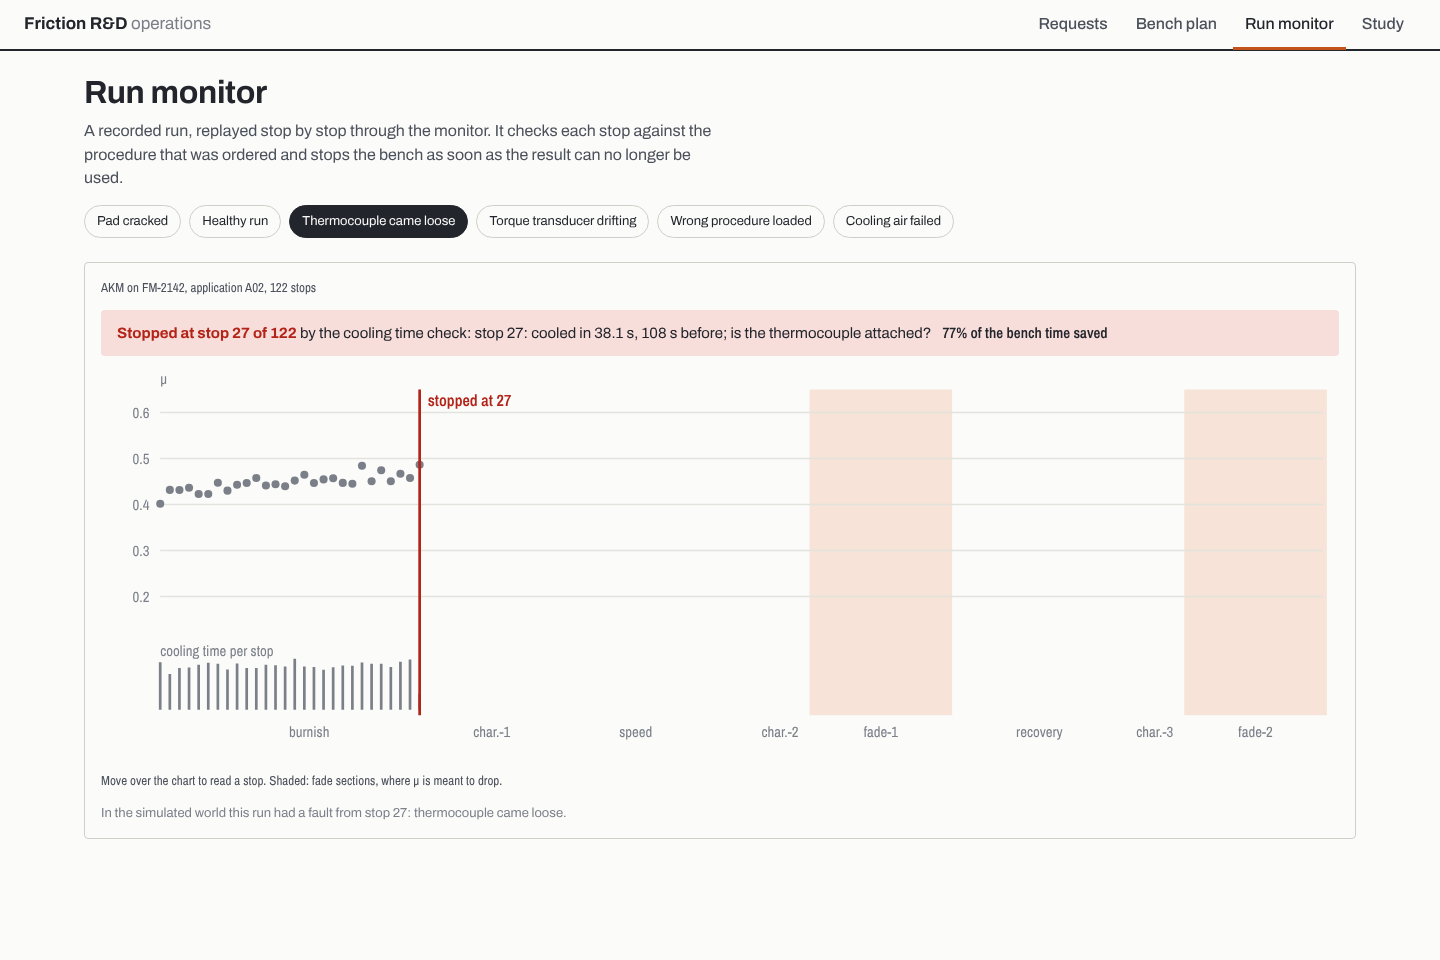 Friction R&D operations
Requests
Bench plan
Run monitor
Study
Run monitor
A recorded run, replayed stop by stop through the monitor. It checks each stop against the
procedure that was ordered and stops the bench as soon as the result can no longer be
used.
Pad cracked
Healthy run
Thermocouple came loose
Torque transducer drifting
Wrong procedure loaded
Cooling air failed
AKM on FM-2142, application A02, 122 stops
Stopped at stop 27 of 122 by the cooling time check: stop 27: cooled in 38.1 s, 108 s before; is the thermocouple attached? 77% of the bench time saved
μ
stopped at 27
0.6
0.5
0.4
0.3
0.2
cooling time per stop
burnish
char.-1
speed
char.-2
fade-1
recovery
char.-3
fade-2
Move over the chart to read a stop. Shaded: fade sections, where μ is meant to drop.
In the simulated world this run had a fault from stop 27: thermocouple came loose.